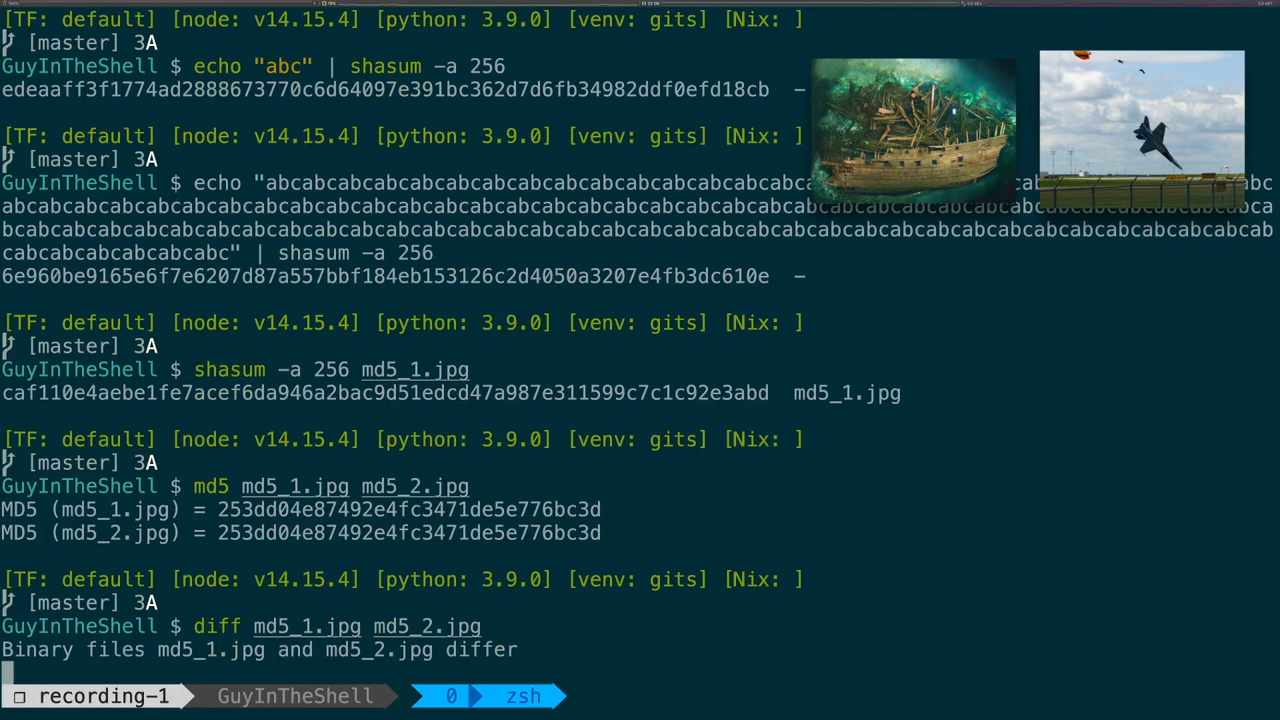 [TF: default] [node: v14.15.4] [python: 3.9.0] [venv: gits] [Nix: ]
[master] 3A
GuyInTheShell $ echo "abc" | shasum -a 256
edeaaff3f1774ad2888673770c6d64097e391bc362d7d6fb34982ddf0efd18cb  -
[TF: default] [node: v14.15.4] [python: 3.9.0] [venv: gits] [Nix: ]
[master] 3A
GuyInTheShell $ echo "abcabcabcabcabcabcabcabcabcabcabcabcabcabcabcabc
abcabcabcabcabcabcabcabcabcabcabcabcabcabcabcabcabcabcabcabcabcabcabcabcabcabcabcabcabcabcabcabcabcabcabcabc
abcabcabcabcabcabcabcabcabcabcabcabcabcabcabcabcabcabcabcabcabcabcabcabcabcabcabcabcabcabcabcabcabcabcabcab
cabcabcabcabcabcabc" | shasum -a 256
6e960be9165e6f7e6207d87a557bbf184eb153126c2d4050a3207e4fb3dc610e  -
[TF: default] [node: v14.15.4] [python: 3.9.0] [venv: gits] [Nix: ]
[master] 3A
GuyInTheShell $ shasum -a 256 md5_1.jpg
caf110e4aebe1fe7acef6da946a2bac9d51edcd47a987e311599c7c1c92e3abd  md5_1.jpg
[TF: default] [node: v14.15.4] [python: 3.9.0] [venv: gits] [Nix: ]
[master] 3A
GuyInTheShell $ md5 md5_1.jpg md5_2.jpg
MD5 (md5_1.jpg) = 253dd04e87492e4fc3471de5e776bc3d
MD5 (md5_2.jpg) = 253dd04e87492e4fc3471de5e776bc3d
[TF: default] [node: v14.15.4] [python: 3.9.0] [venv: gits] [Nix: ]
[master] 3A
GuyInTheShell $ diff md5_1.jpg md5_2.jpg
Binary files md5_1.jpg and md5_2.jpg differ
recording-1 GuyInTheShell 0 zsh